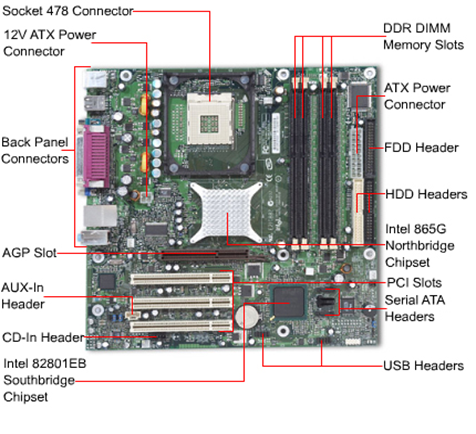 Socket 478 Connector
12V ATX Power
Connector
Back Panel
Connectors
AGP Slot
AUX-In
Header
CD-In Header
Intel 82801EB
Southbridge
Chipset
DDR DIMM
Memory Slots
ATX Power
Connector
FDD Header
HDD Headers
Intel 865G
Northbridge
Chipset
PCI Slots
Serial ATA
Headers
USB Headers